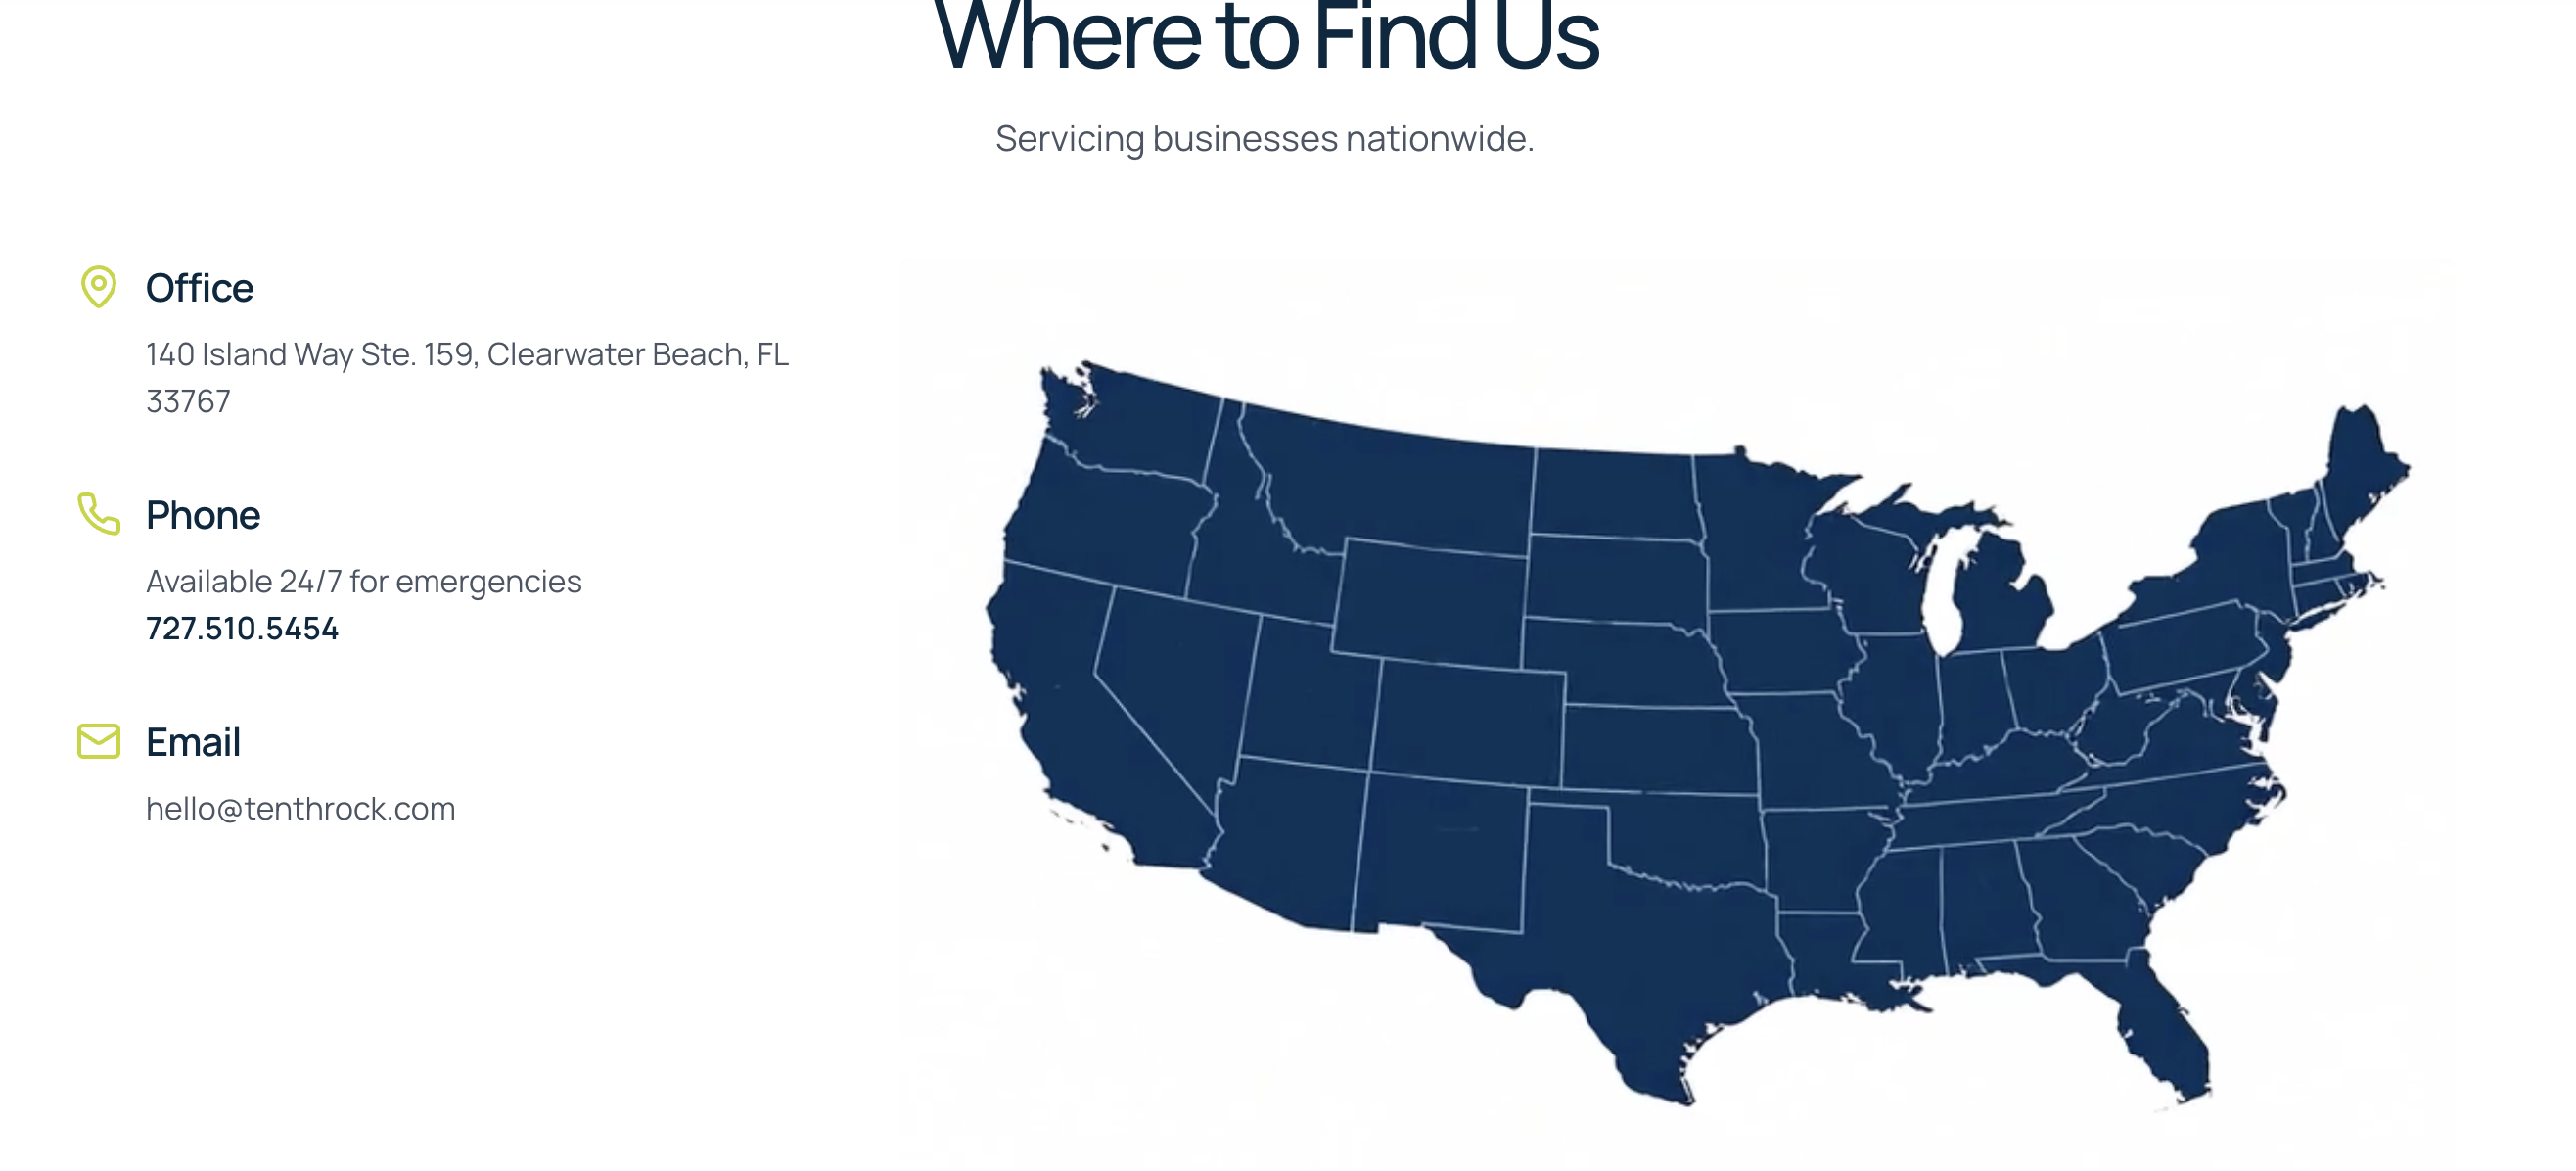 Where to Find Us
Servicing businesses nationwide.
Office
140 Island Way Ste. 159, Clearwater Beach, FL
33767
Phone
Available 24/7 for emergencies
727.510.5454
Email
hello@tenthrock.com